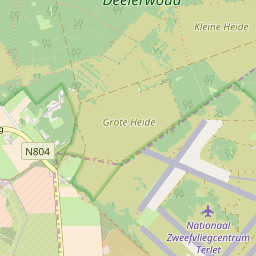 Deelerwoud
Kleine Heide
Grote Heide
g
N804
Nationaal
Zweefvliegcentrum
Terlet